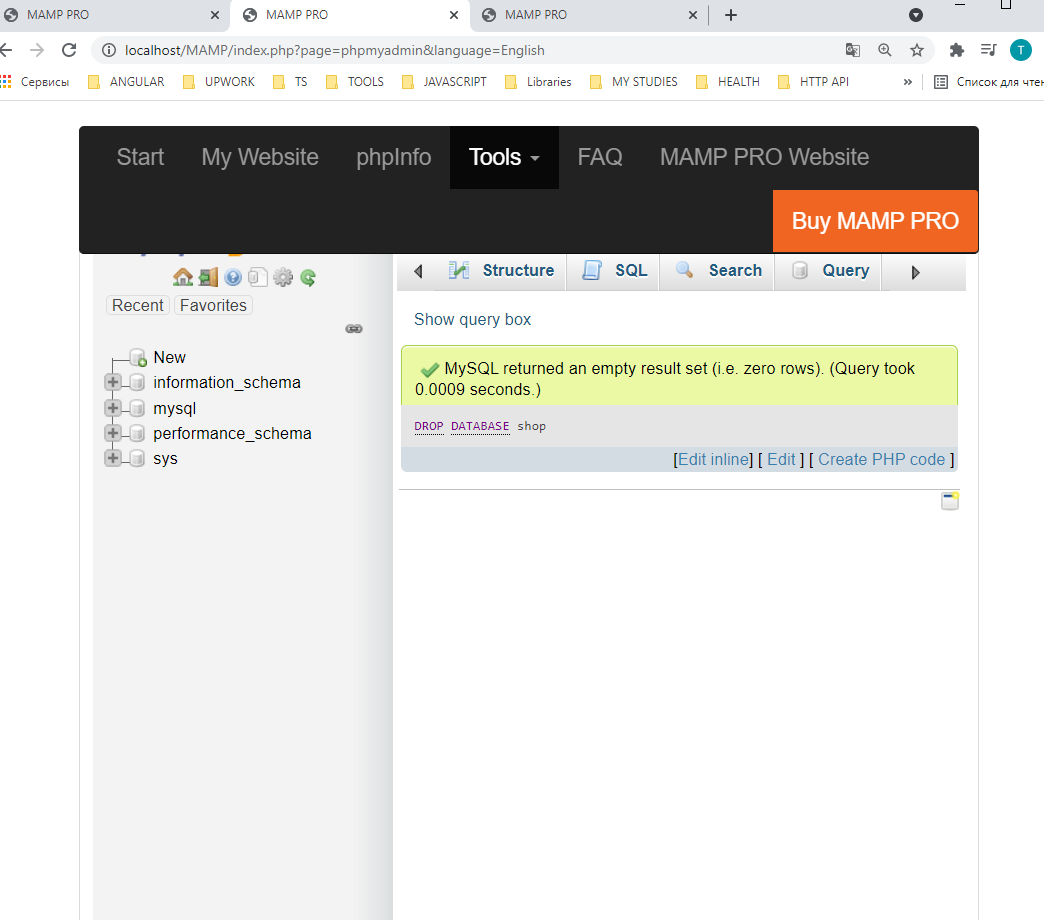 MAMP PRO MAMP PRO MAMP PRO
localhost/MAMP/index.php?page=phpmyadmin&language=English T
Сервисы ANGULAR UPWORK TS TOOLS JAVASCRIPT Libraries MY STUDIES HEALTH HTTP API » Список для чтен
Start My Website phpInfo Tools FAQ MAMP PRO Website
Buy MAMP PRO
Recent Favorites
New
information_schema
mysql
performance_schema
sys
Structure SQL Search Query
Show query box
MySQL returned an empty result set (i.e. zero rows). (Query took
0.0009 seconds.)
DROP DATABASE shop
[Edit inline] [ Edit ] [ Create PHP code ]